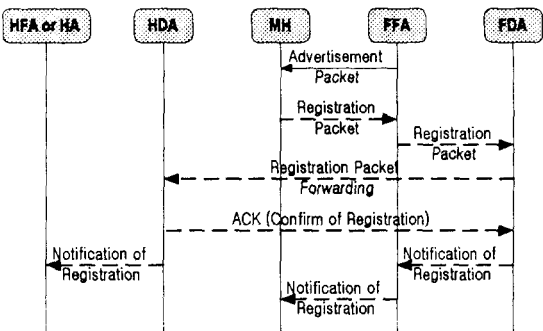 HFA or HA HDA MH FFA FDA
Advertisement
Packet
Registration
Packet
Registration
Packet
Registration Packet
Forwarding
ACK (Confirm of Registration)
Notification of
Registration
Notification of
Registration
Notification of
Registration